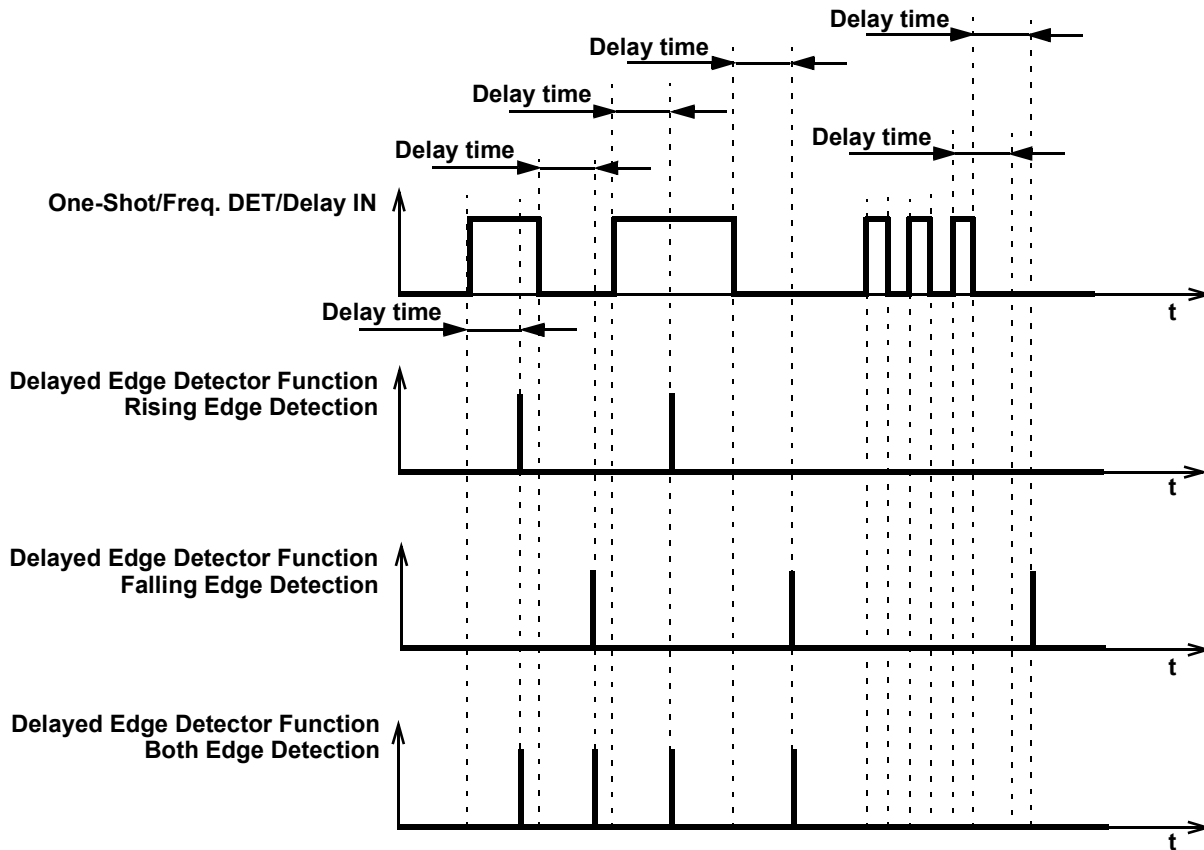 Delay time
Delay time
Delay time
Delay time
Delay time
One-Shot/Freq. DET/Delay IN
t
Delay time
Delayed Edge Detector Function
Rising Edge Detection
t
Delayed Edge Detector Function
Falling Edge Detection
t
Delayed Edge Detector Function
Both Edge Detection
t